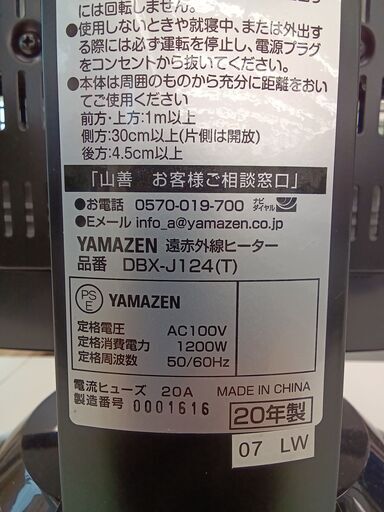 には回転しません。
●使用しないときや就寝中、または外出す
る際には必ず運転を停止し、電源プラグ
をコンセントから抜いてください。
●本体は周囲のものから充分に距離をおい
てご使用ください
前方・上方:1m以上
側方:30cm以上(片側は開放)
後方:4.5cm以上
「山善 お客様ご相談窓口」
●お電話 0570-019-700 ナビダイヤル
●Eメール info_a@yamazen.co.jp
YAMAZEN 遠赤外線ヒーター
品番 DBX-J124(T)
PSE YAMAZEN
定格電圧 AC100V
定格消費電力 1200W
定格周波数 50/60Hz
電流ヒューズ 20A MADE IN CHINA
製造番号 0001616 20年製
07 LW